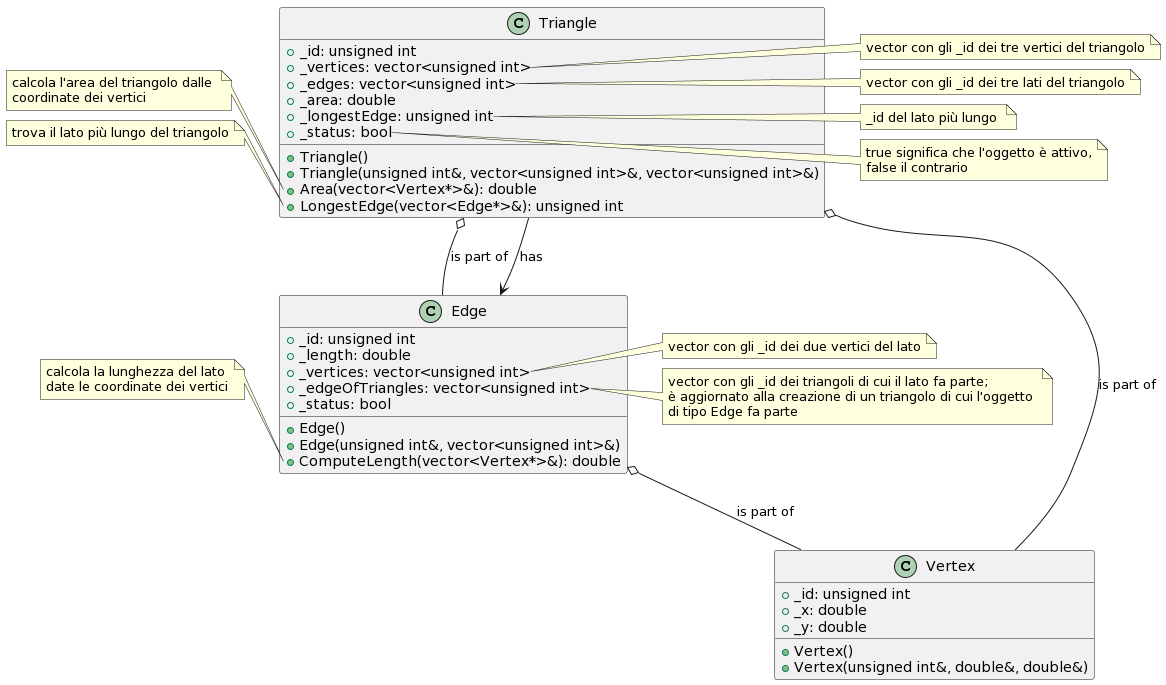 C Triangle
_id: unsigned int
_vertices: vector<unsigned int>
_edges: vector<unsigned int>
_area: double
_longestEdge: unsigned int
_status: bool
Triangle()
Triangle(unsigned int&, vector<unsigned int>&, vector<unsigned int>&)
Area(vector<Vertex*>&): double
LongestEdge(vector<Edge*>&): unsigned int
vector con gli _id dei tre vertici del triangolo
vector con gli _id dei tre lati del triangolo
_id del lato più lungo
true significa che l'oggetto è attivo,
false il contrario
calcola l'area del triangolo dalle
coordinate dei vertici
trova il lato più lungo del triangolo
is part of
has
is part of
C Edge
_id: unsigned int
_length: double
_vertices: vector<unsigned int>
_edgeOfTriangles: vector<unsigned int>
_status: bool
Edge()
Edge(unsigned int&, vector<unsigned int>&)
ComputeLength(vector<Vertex*>&): double
vector con gli _id dei due vertici del lato
vector con gli _id dei triangoli di cui il lato fa parte;
è aggiornato alla creazione di un triangolo di cui l'oggetto
di tipo Edge fa parte
calcola la lunghezza del lato
date le coordinate dei vertici
is part of
C Vertex
_id: unsigned int
_x: double
_y: double
Vertex()
Vertex(unsigned int&, double&, double&)